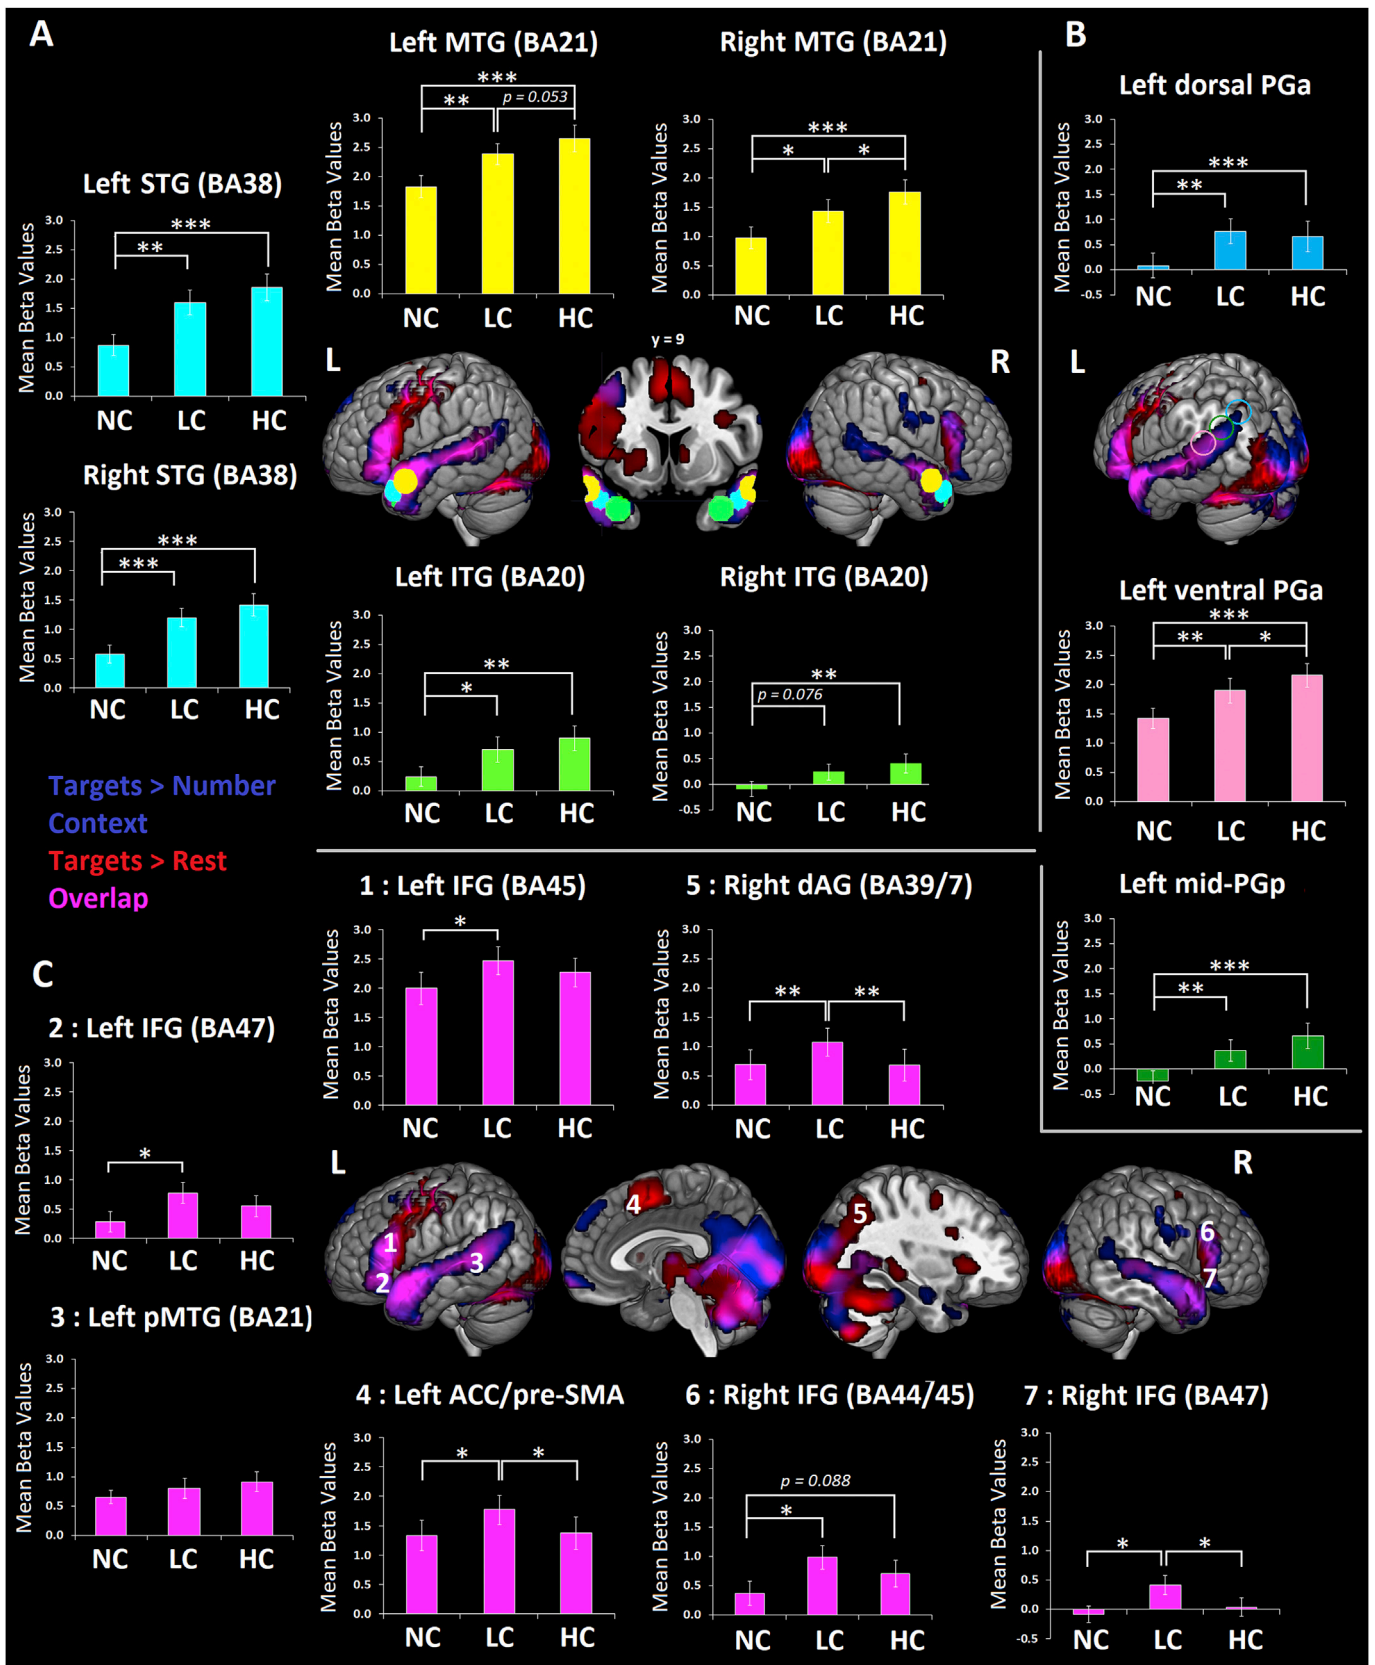 A
Left MTG (BA21)
Mean Beta Values
3.0
2.5
2.0
1.5
1.0
0.5
0.0
***
**
p = 0.053
NC LC HC
Right MTG (BA21)
Mean Beta Values
3.0
2.5
2.0
1.5
1.0
0.5
0.0
***
* *
NC LC HC
Left STG (BA38)
Mean Beta Values
3.0
2.5
2.0
1.5
1.0
0.5
0.0
***
**
NC LC HC
Right STG (BA38)
Mean Beta Values
3.0
2.5
2.0
1.5
1.0
0.5
0.0
***
***
NC LC HC
L
y = 9
R
Left ITG (BA20)
Mean Beta Values
3.0
2.5
2.0
1.5
1.0
0.5
0.0
**
*
NC LC HC
Right ITG (BA20)
Mean Beta Values
3.0
2.5
2.0
1.5
1.0
0.5
0.0
-0.5
**
p = 0.076
NC LC HC
Targets > Number
Context
Targets > Rest
Overlap
B
Left dorsal PGa
Mean Beta Values
3.0
2.5
2.0
1.5
1.0
0.5
0.0
-0.5
***
**
NC LC HC
L
Left ventral PGa
Mean Beta Values
3.0
2.5
2.0
1.5
1.0
0.5
0.0
***
** *
NC LC HC
Left mid-PGp
Mean Beta Values
3.0
2.5
2.0
1.5
1.0
0.5
0.0
-0.5
***
**
NC LC HC
C
1 : Left IFG (BA45)
Mean Beta Values
3.0
2.5
2.0
1.5
1.0
0.5
0.0
*
NC LC HC
5 : Right dAG (BA39/7)
Mean Beta Values
3.0
2.5
2.0
1.5
1.0
0.5
0.0
** **
NC LC HC
2 : Left IFG (BA47)
Mean Beta Values
3.0
2.5
2.0
1.5
1.0
0.5
0.0
*
NC LC HC
3 : Left pMTG (BA21)
Mean Beta Values
3.0
2.5
2.0
1.5
1.0
0.5
0.0
NC LC HC
L
R
1
2
3
4
5
6
7
4 : Left ACC/pre-SMA
Mean Beta Values
3.0
2.5
2.0
1.5
1.0
0.5
0.0
* *
NC LC HC
6 : Right IFG (BA44/45)
Mean Beta Values
3.0
2.5
2.0
1.5
1.0
0.5
0.0
p = 0.088
*
NC LC HC
7 : Right IFG (BA47)
Mean Beta Values
3.0
2.5
2.0
1.5
1.0
0.5
0.0
-0.5
* *
NC LC HC